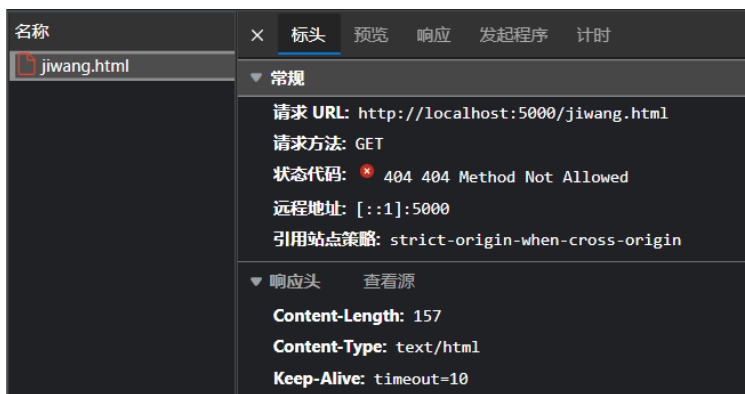 名称
jiwang.html
× 标头 预览 响应 发起程序 计时
▼ 常规
请求 URL: http://localhost:5000/jiwang.html
请求方法: GET
状态代码: 404 404 Method Not Allowed
远程地址: [::1]:5000
引用站点策略: strict-origin-when-cross-origin
▼ 响应头 查看源
Content-Length: 157
Content-Type: text/html
Keep-Alive: timeout=10